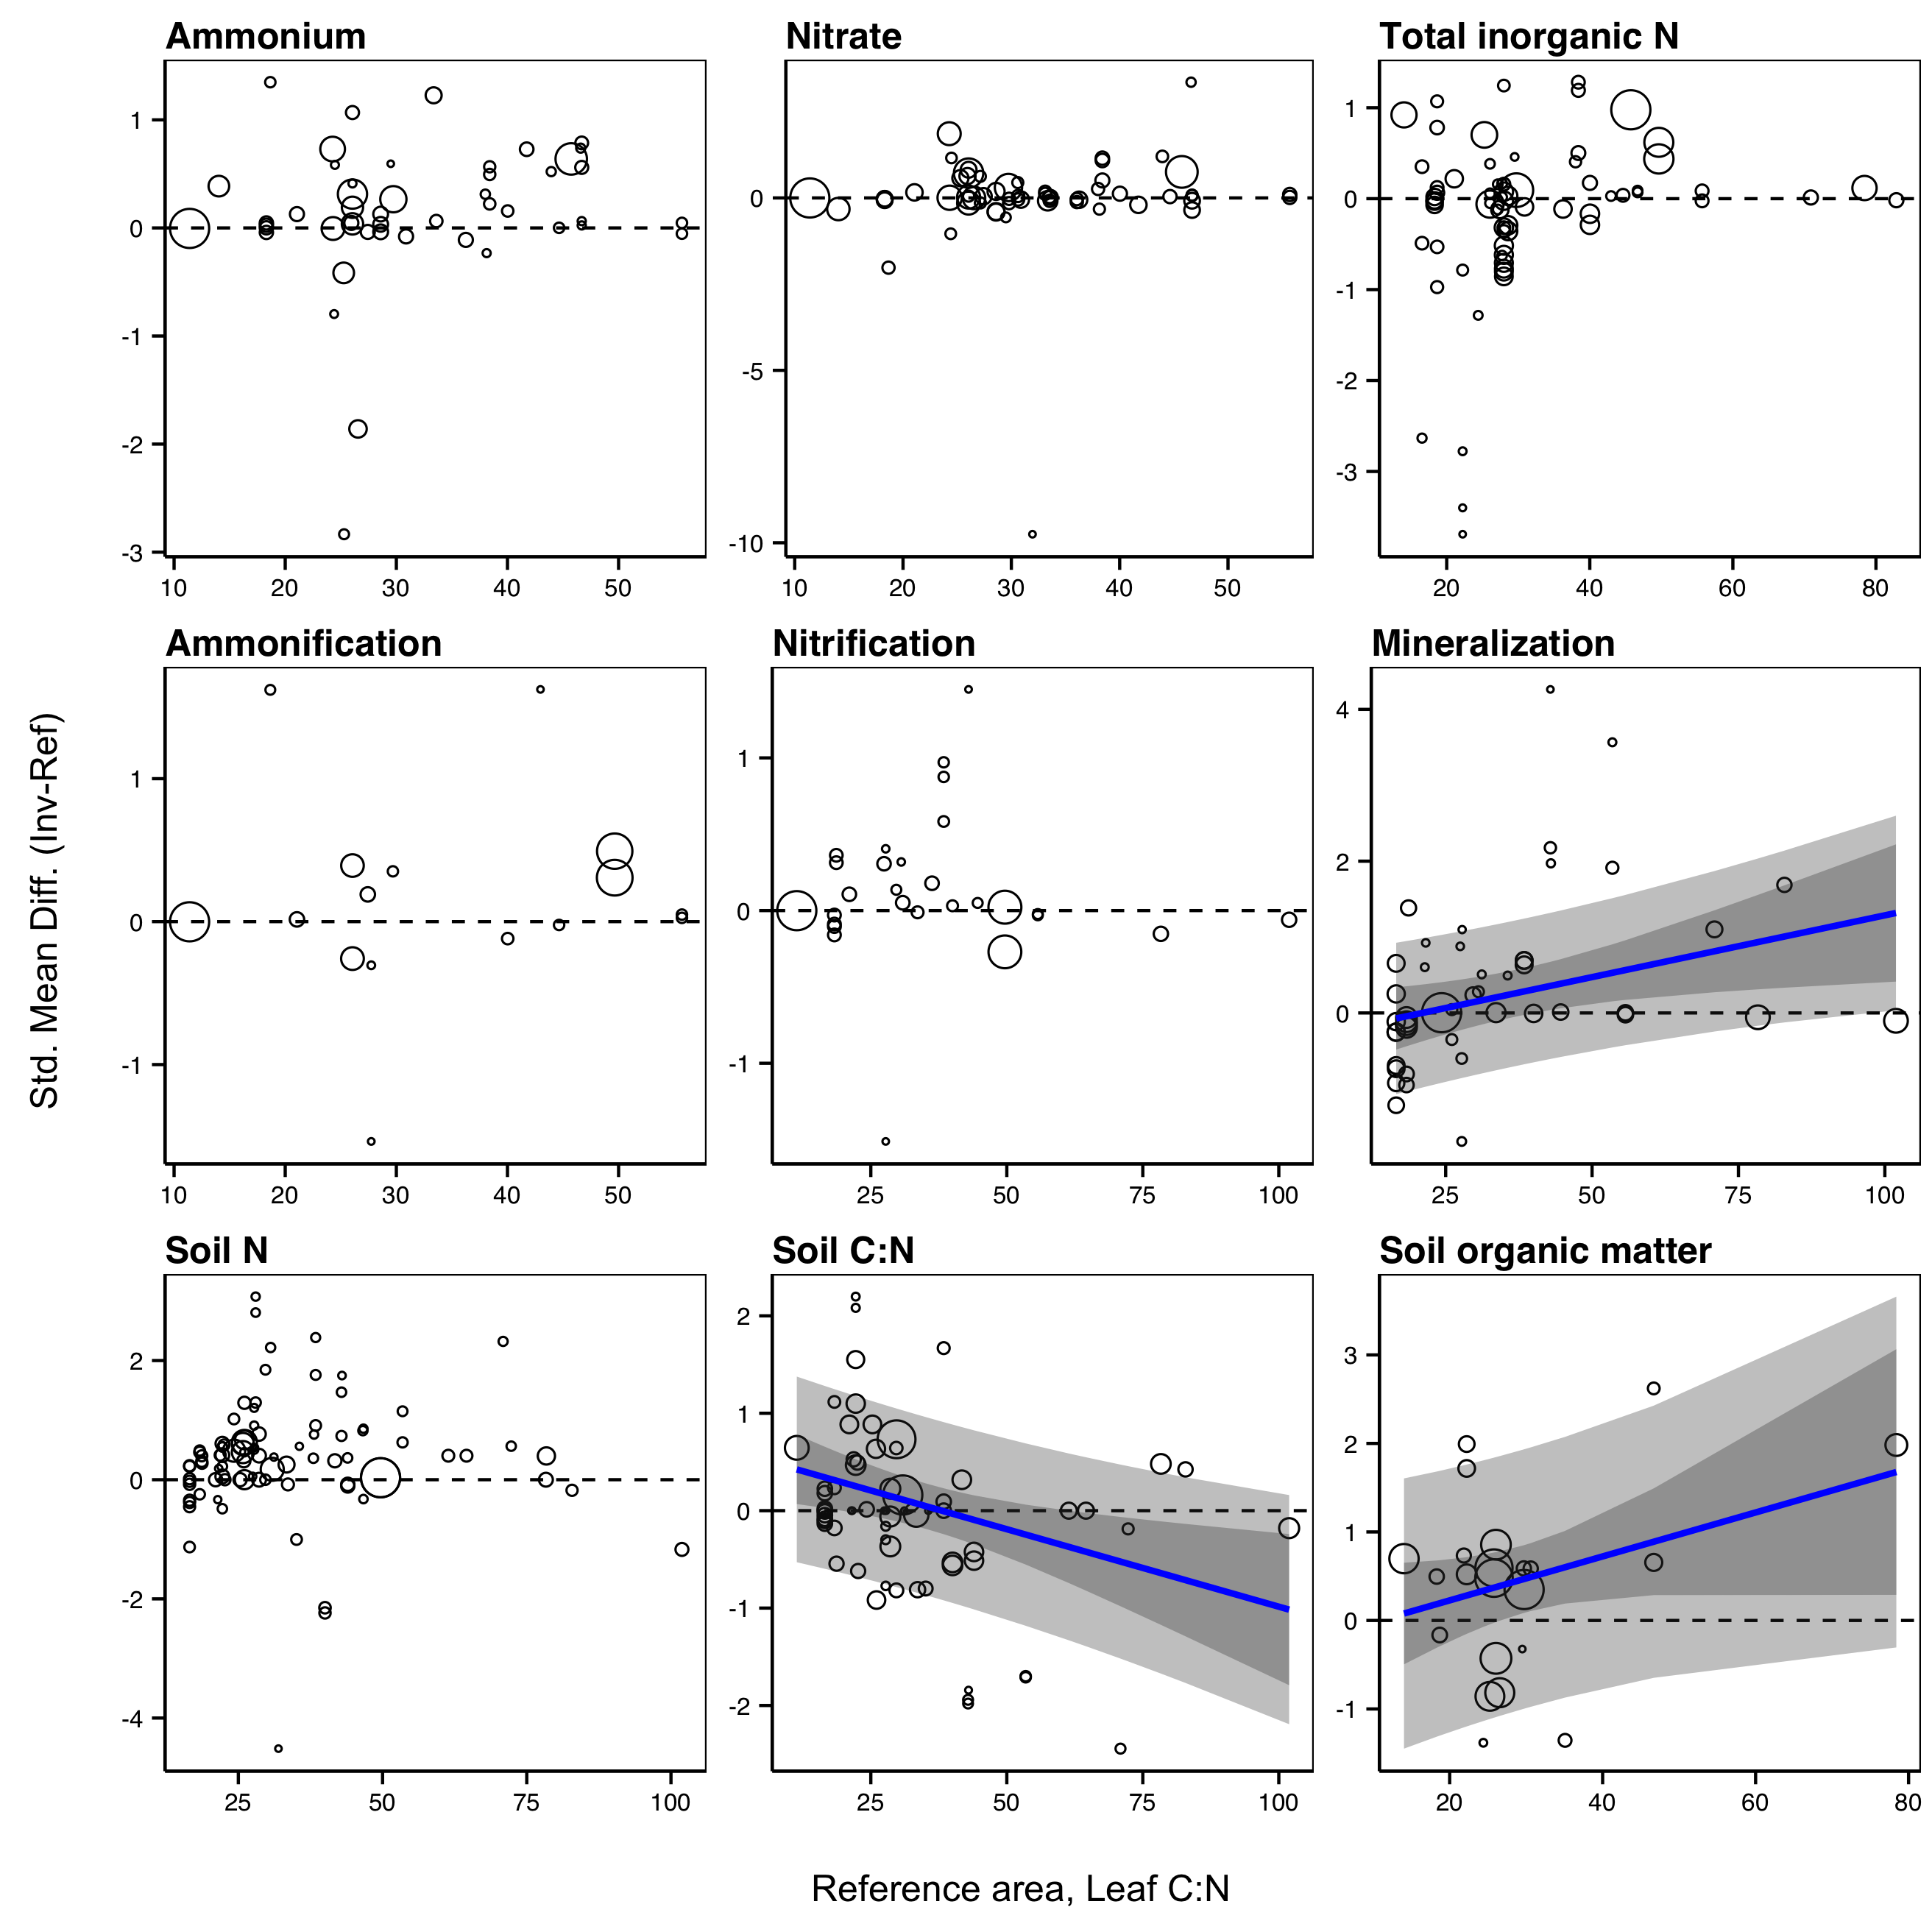 Ammonium
Nitrate
Total inorganic N
1
0
-1
-2
-3
10 20 30 40 50
0
-5
-10
10 20 30 40 50
1
0
-1
-2
-3
20 40 60 80
Ammonification
Nitrification
Mineralization
1
0
-1
10 20 30 40 50
1
0
-1
25 50 75 100
4
2
0
25 50 75 100
Std. Mean Diff. (Inv-Ref)
Soil N
Soil C:N
Soil organic matter
2
0
-2
-4
25 50 75 100
2
1
0
-1
-2
25 50 75 100
3
2
1
0
-1
20 40 60 80
Reference area, Leaf C:N